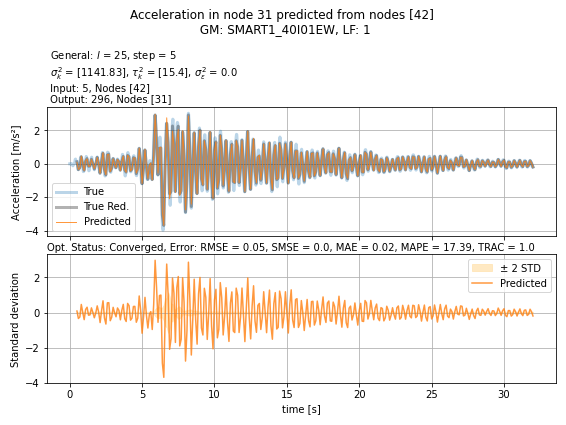 Acceleration in node 31 predicted from nodes [42]
GM: SMART1_40I01EW, LF: 1
General: l = 25, step = 5
σ²ₖ = [1141.83], τ²ₖ = [15.4], σ²ε = 0.0
Input: 5, Nodes [42]
Output: 296, Nodes [31]
Acceleration [m/s²]
2
0
−2
−4
True
True Red.
Predicted
Opt. Status: Converged, Error: RMSE = 0.05, SMSE = 0.0, MAE = 0.02, MAPE = 17.39, TRAC = 1.0
Standard deviation
2
0
−2
−4
± 2 STD
Predicted
0 5 10 15 20 25 30
time [s]